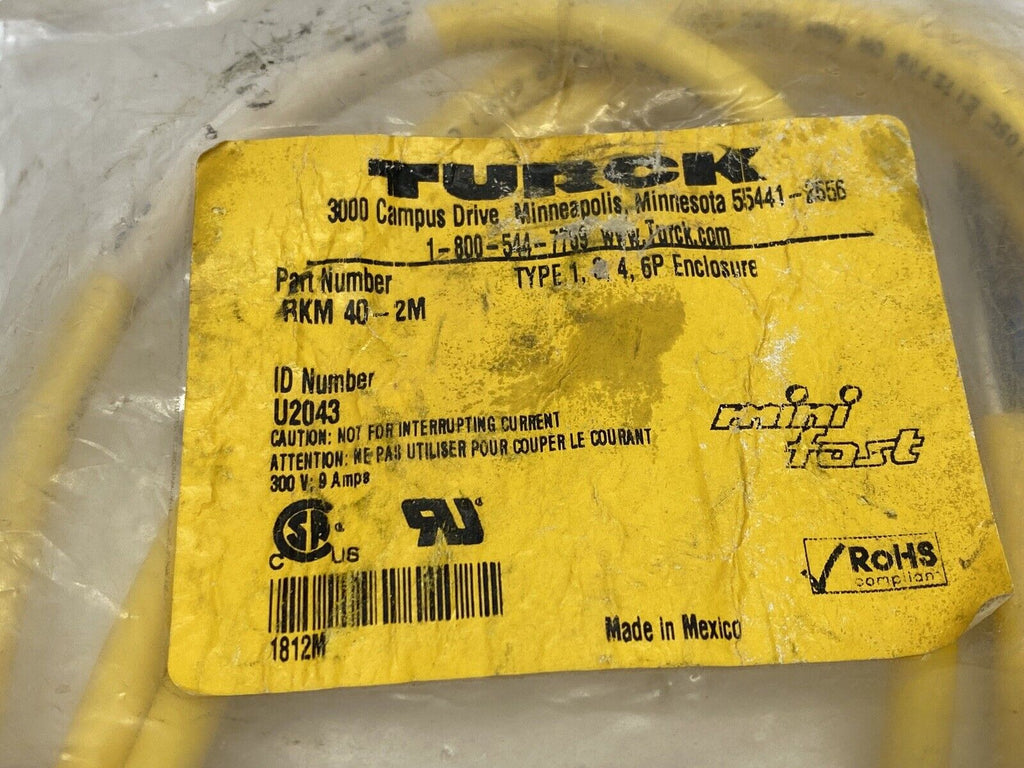 TURCK
3000 Campus Drive, Minneapolis, Minnesota 55441-2556
1-800-544-7769 www.Turck.com
Part Number
TYPE 1, 3, 4, 6P Enclosure
RKM 40-2M
ID Number
U2043
CAUTION: NOT FOR INTERRUPTING CURRENT
ATTENTION: NE PAS UTILISER POUR COUPER LE COURANT
300 V; 9 Amps
mini
fast
C US
RoHS
compliant
1812M
Made in Mexico